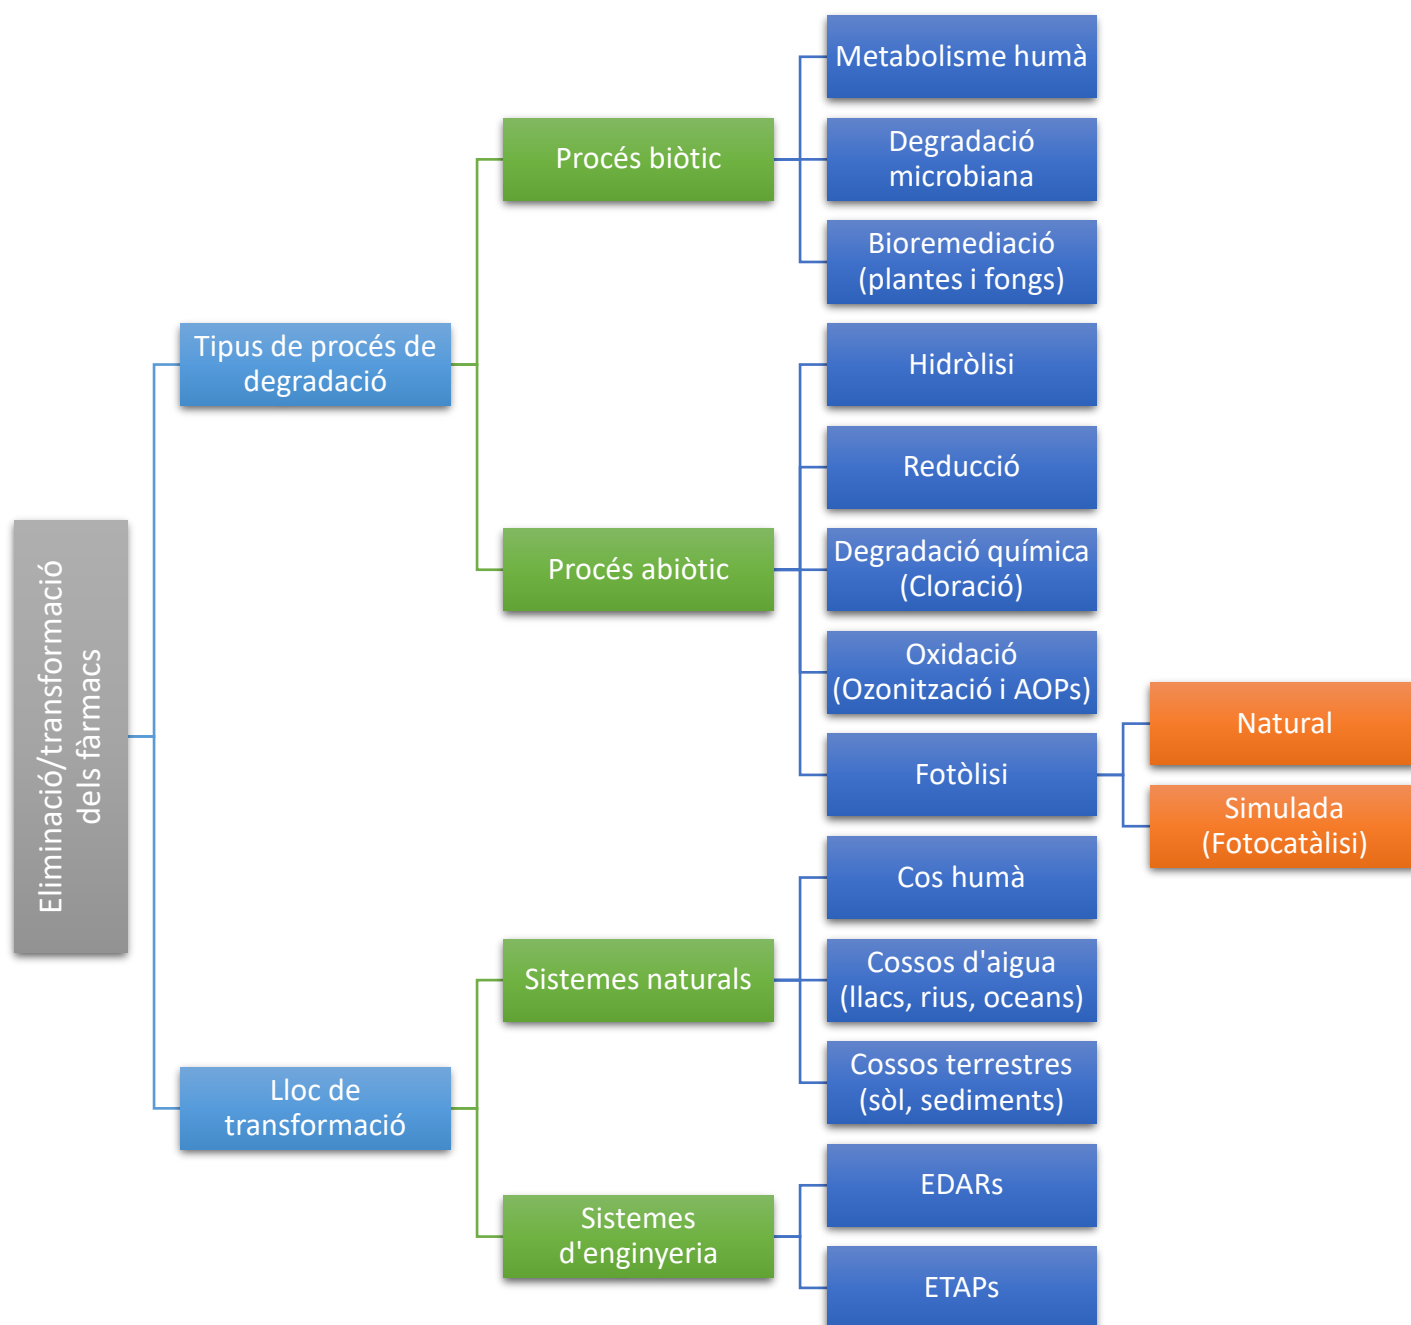 Eliminació/transformació
dels fàrmacs
Tipus de procés de
degradació
Procés biòtic
Metabolisme humà
Degradació
microbiana
Bioremediació
(plantes i fongs)
Procés abiòtic
Hidròlisi
Reducció
Degradació química
(Cloració)
Oxidació
(Ozonització i AOPs)
Fotòlisi
Natural
Simulada
(Fotocatàlisi)
Lloc de
transformació
Sistemes naturals
Cos humà
Cossos d'aigua
(llacs, rius, oceans)
Cossos terrestres
(sòl, sediments)
Sistemes
d'enginyeria
EDARs
ETAPs